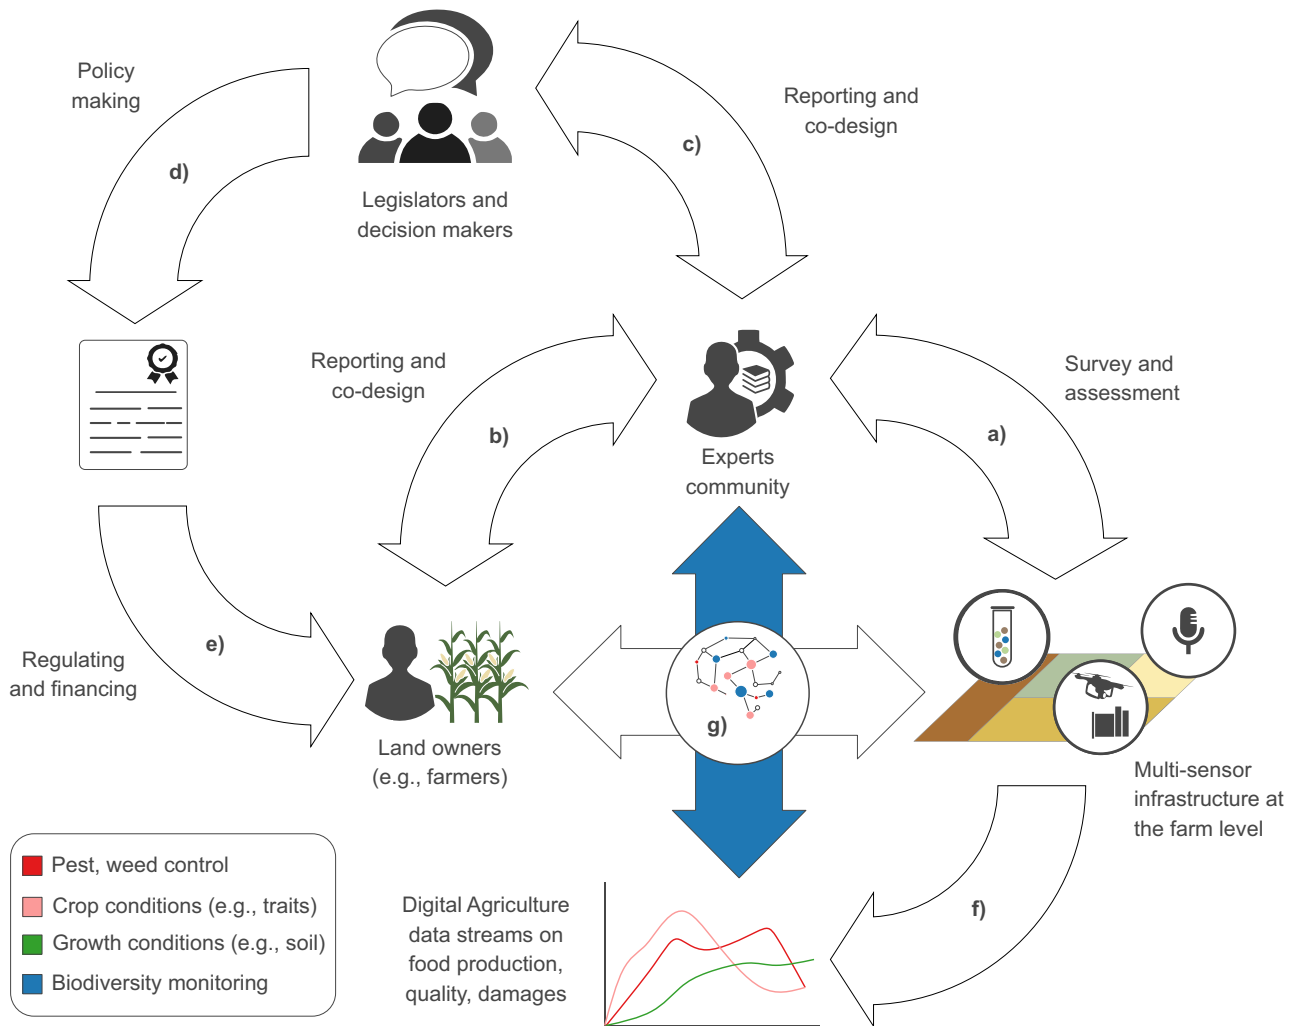 Policy
making
d)
c)
Reporting and
co-design
Legislators and
decision makers
Reporting and
co-design
b)
Survey and
assessment
a)
Experts
community
e)
Regulating
and financing
Land owners
(e.g., farmers)
g)
Multi-sensor
infrastructure at
the farm level
f)
Pest, weed control
Crop conditions (e.g., traits)
Growth conditions (e.g., soil)
Biodiversity monitoring
Digital Agriculture
data streams on
food production,
quality, damages